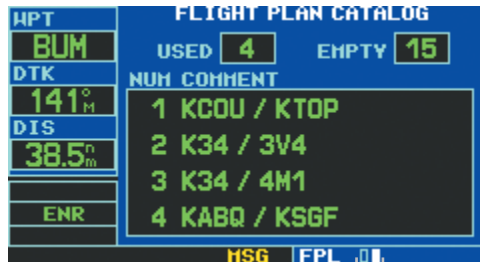 WPT
BUM
DTK
141°M
DIS
38.5nm
ENR
FLIGHT PLAN CATALOG
USED 4 EMPTY 15
NUM COMMENT
1 KCOU / KTOP
2 K34 / 3V4
3 K34 / 4M1
4 KABQ / KSGF
MSG FPL